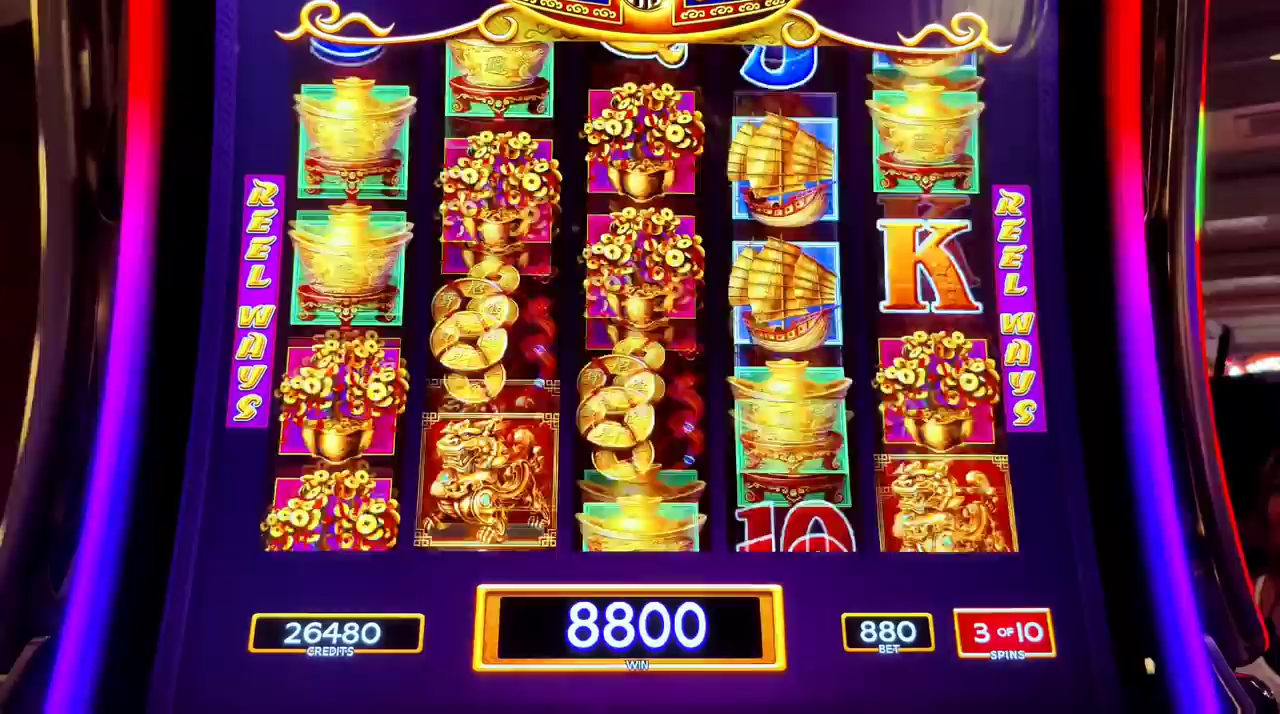 REEL WAYS
REEL WAYS
K
10
26480
CREDITS
8800
WIN
880
BET
3 OF 10
SPINS